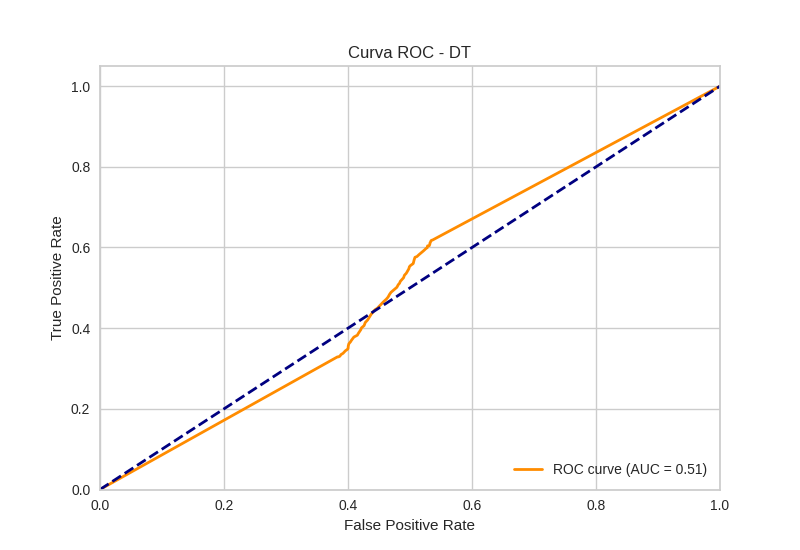 Curva ROC - DT
True Positive Rate
1.0
0.8
0.6
0.4
0.2
0.0
ROC curve (AUC = 0.51)
0.0 0.2 0.4 0.6 0.8 1.0
False Positive Rate